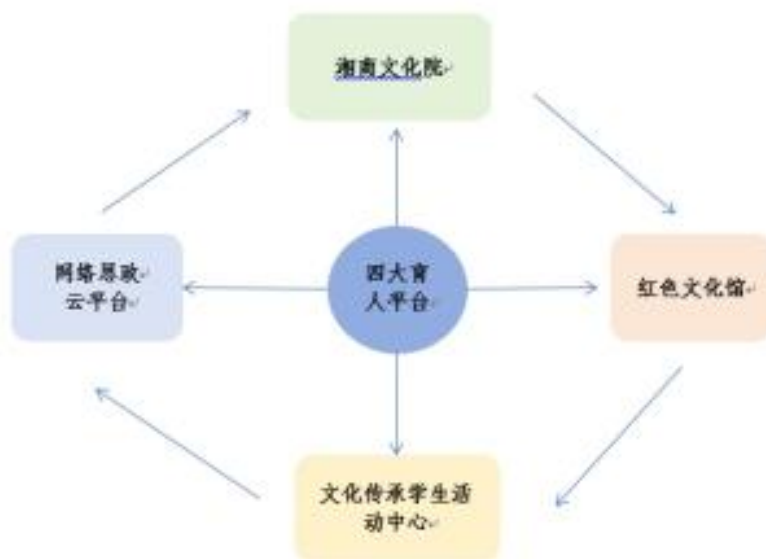 湘南文化院
网络思政
云平台
四大育
人平台
红色文化馆
文化传承学生活
动中心